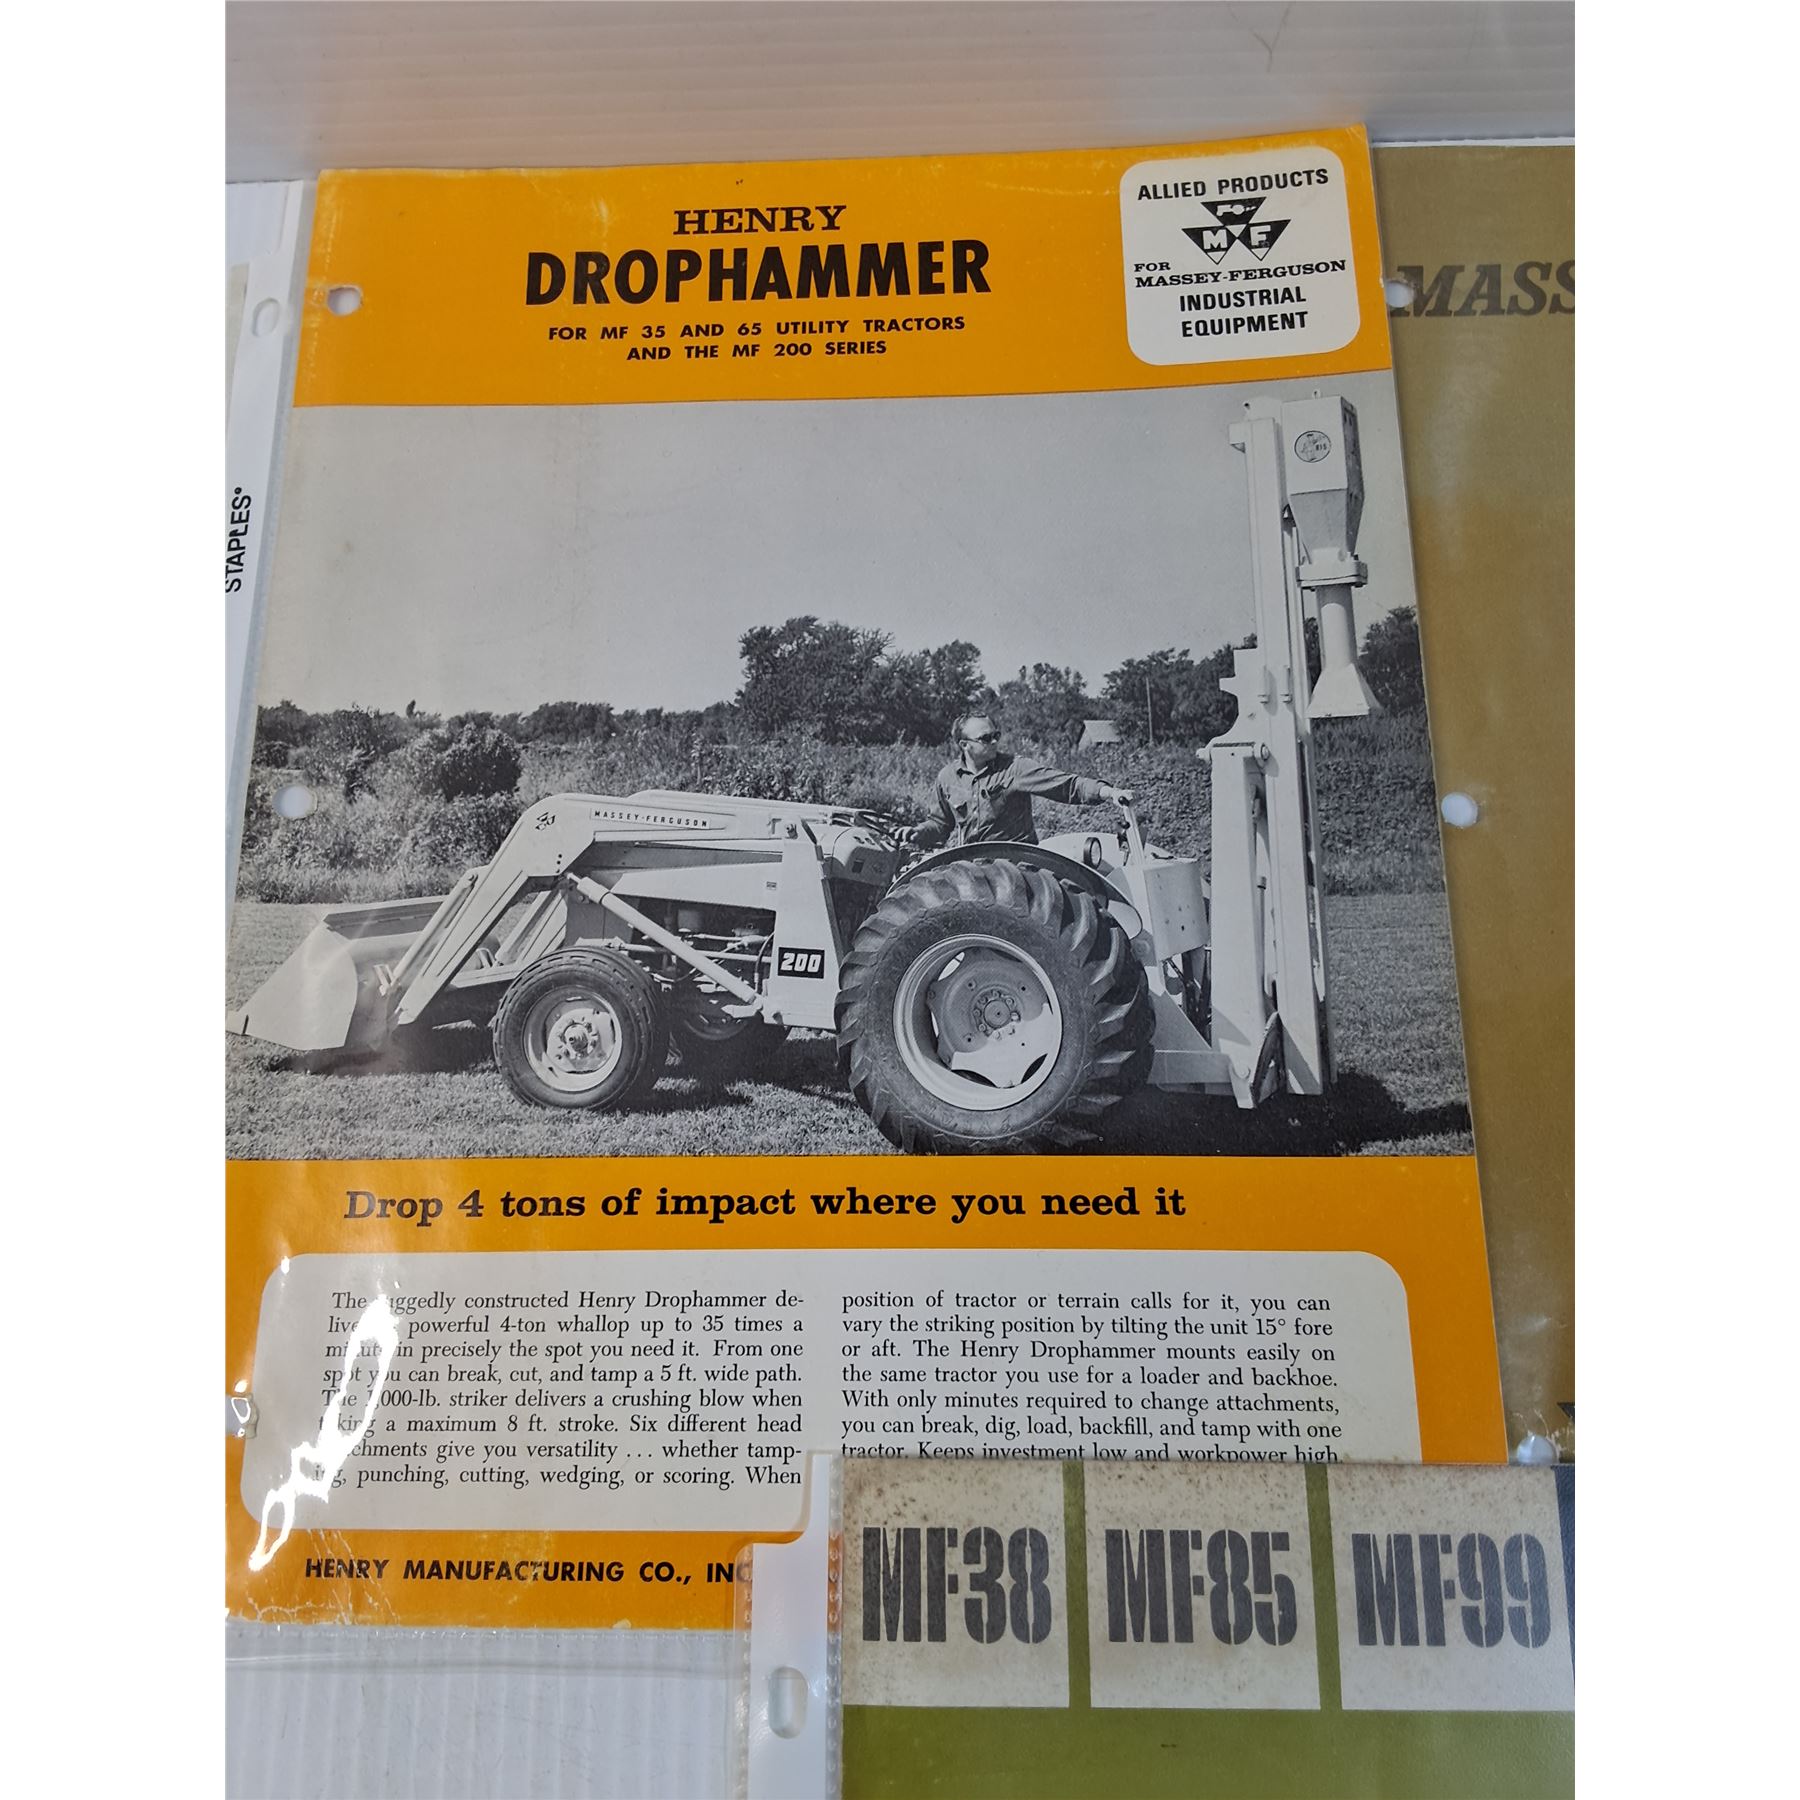 HENRY
DROPHAMMER
FOR MF 35 AND 65 UTILITY TRACTORS
AND THE MF 200 SERIES
ALLIED PRODUCTS
MF
FOR
MASSEY-FERGUSON
INDUSTRIAL
EQUIPMENT
MASS
STAPLES
MASSEY-FERGUSON
200
Drop 4 tons of impact where you need it
The constructed Henry Drophammer de-
powerful 4-ton whallop up to 35 times a
in precisely the spot you need it. From one
spot you can break, cut, and tamp a 5 ft. wide path.
The ,000-lb. striker delivers a crushing blow when
a maximum 8 ft. stroke. Six different head
give you versatility ... whether tamp-
punching, cutting, wedging, or scoring. When
position of tractor or terrain calls for it, you can
vary the striking position by tilting the unit 15° fore
or aft. The Henry Drophammer mounts easily on
the same tractor you use for a loader and backhoe.
With only minutes required to change attachments,
you can break, dig, load, backfill, and tamp with one
tractor. Keeps investment low and workpower high.
HENRY MANUFACTURING CO., INC
MF38 MF85 MF99